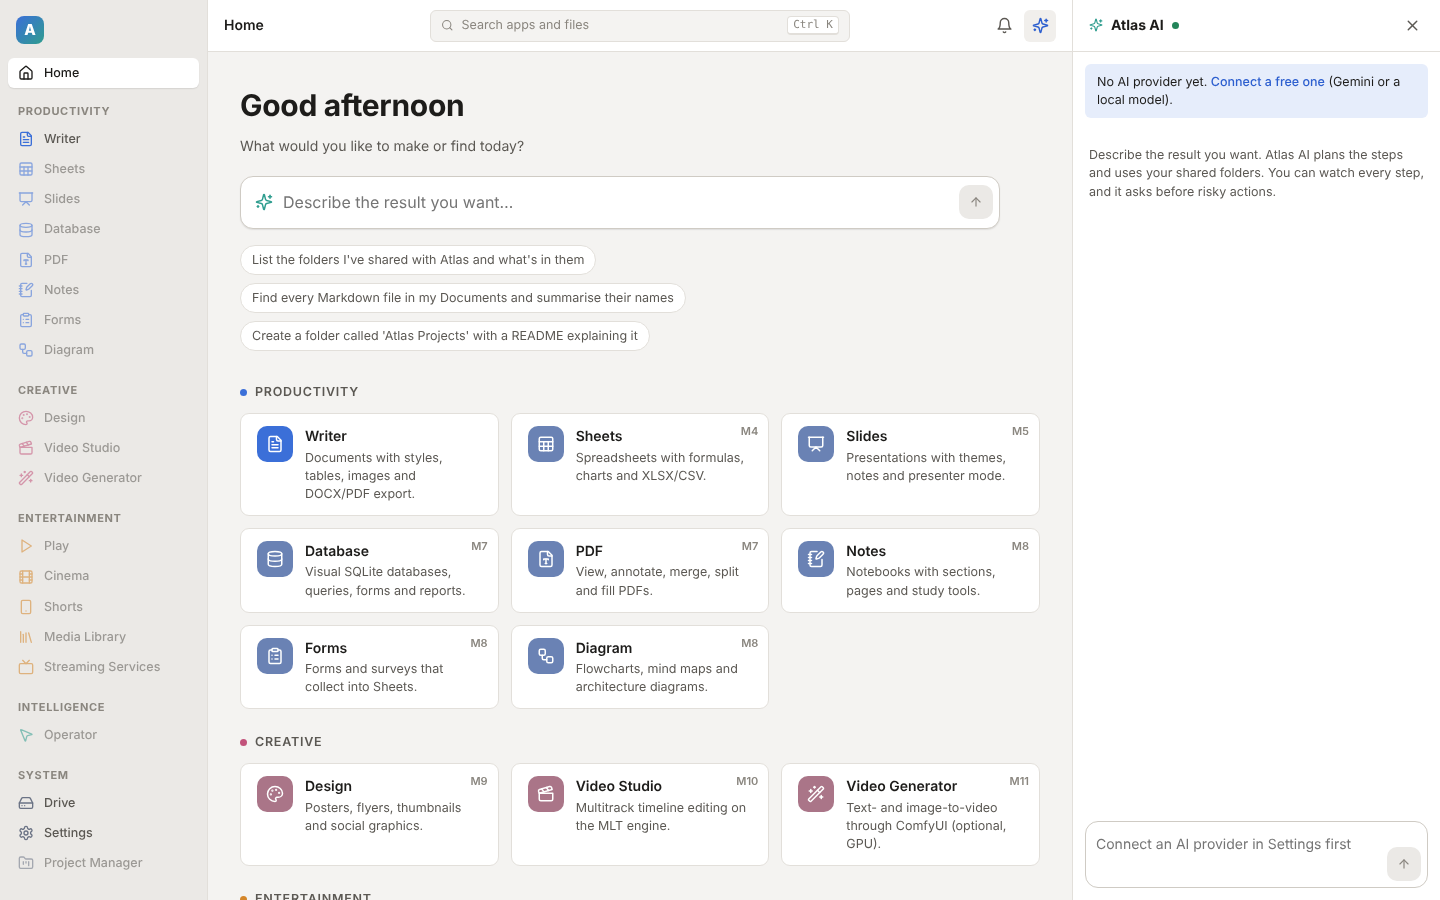 A
Home
PRODUCTIVITY
Writer
Sheets
Slides
Database
PDF
Notes
Forms
Diagram
CREATIVE
Design
Video Studio
Video Generator
ENTERTAINMENT
Play
Cinema
Shorts
Media Library
Streaming Services
INTELLIGENCE
Operator
SYSTEM
Drive
Settings
Project Manager
Home
Search apps and files
Ctrl K
Good afternoon
What would you like to make or find today?
Describe the result you want...
List the folders I've shared with Atlas and what's in them
Find every Markdown file in my Documents and summarise their names
Create a folder called 'Atlas Projects' with a README explaining it
PRODUCTIVITY
Writer
Documents with styles,
tables, images and
DOCX/PDF export.
Sheets
M4
Spreadsheets with formulas,
charts and XLSX/CSV.
Slides
M5
Presentations with themes,
notes and presenter mode.
Database
M7
Visual SQLite databases,
queries, forms and reports.
PDF
M7
View, annotate, merge, split
and fill PDFs.
Notes
M8
Notebooks with sections,
pages and study tools.
Forms
M8
Forms and surveys that
collect into Sheets.
Diagram
M8
Flowcharts, mind maps and
architecture diagrams.
CREATIVE
Design
M9
Posters, flyers, thumbnails
and social graphics.
Video Studio
M10
Multitrack timeline editing on
the MLT engine.
Video Generator
M11
Text- and image-to-video
through ComfyUI (optional,
GPU).
ENTERTAINMENT
Atlas AI
No AI provider yet. Connect a free one (Gemini or a
local model).
Describe the result you want. Atlas AI plans the steps
and uses your shared folders. You can watch every step,
and it asks before risky actions.
Connect an AI provider in Settings first